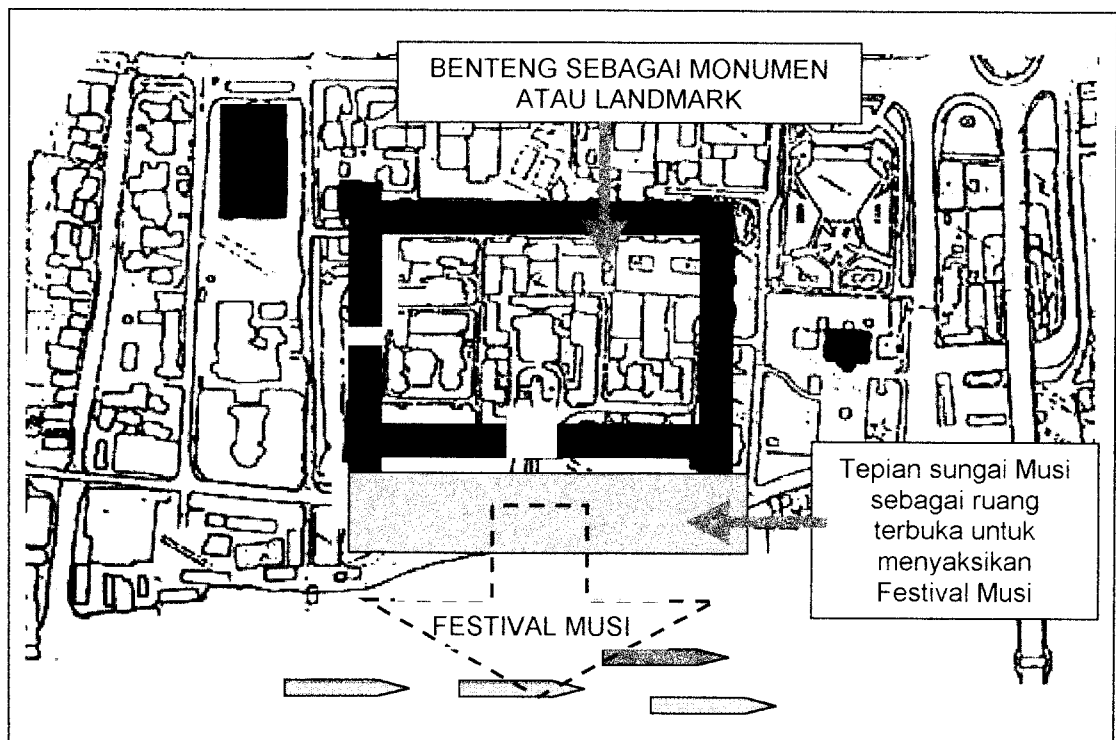 BENTENG SEBAGAI MONUMEN
ATAU LANDMARK
Tepian sungai Musi
sebagai ruang
terbuka untuk
menyaksikan
Festival Musi
FESTIVAL MUSI